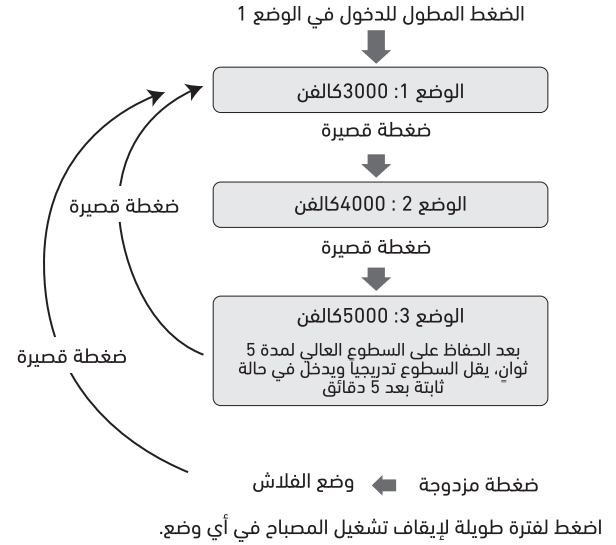 الضغط المطول للدخول في الوضع 1
الوضع 1: 3000كالفن
ضغطة قصيرة
الوضع 2 : 4000كالفن
ضغطة قصيرة
ضغطة قصيرة
الوضع 3: 5000كالفن
بعد الحفاظ على السطوع العالي لمدة 5
ثوانٍ، يقل السطوع تدريجياً ويدخل في حالة
ثابتة بعد 5 دقائق
ضغطة قصيرة
ضغطة مزدوجة
وضع الفلاش
اضغط لفترة طويلة لإيقاف تشغيل المصباح في أي وضع.